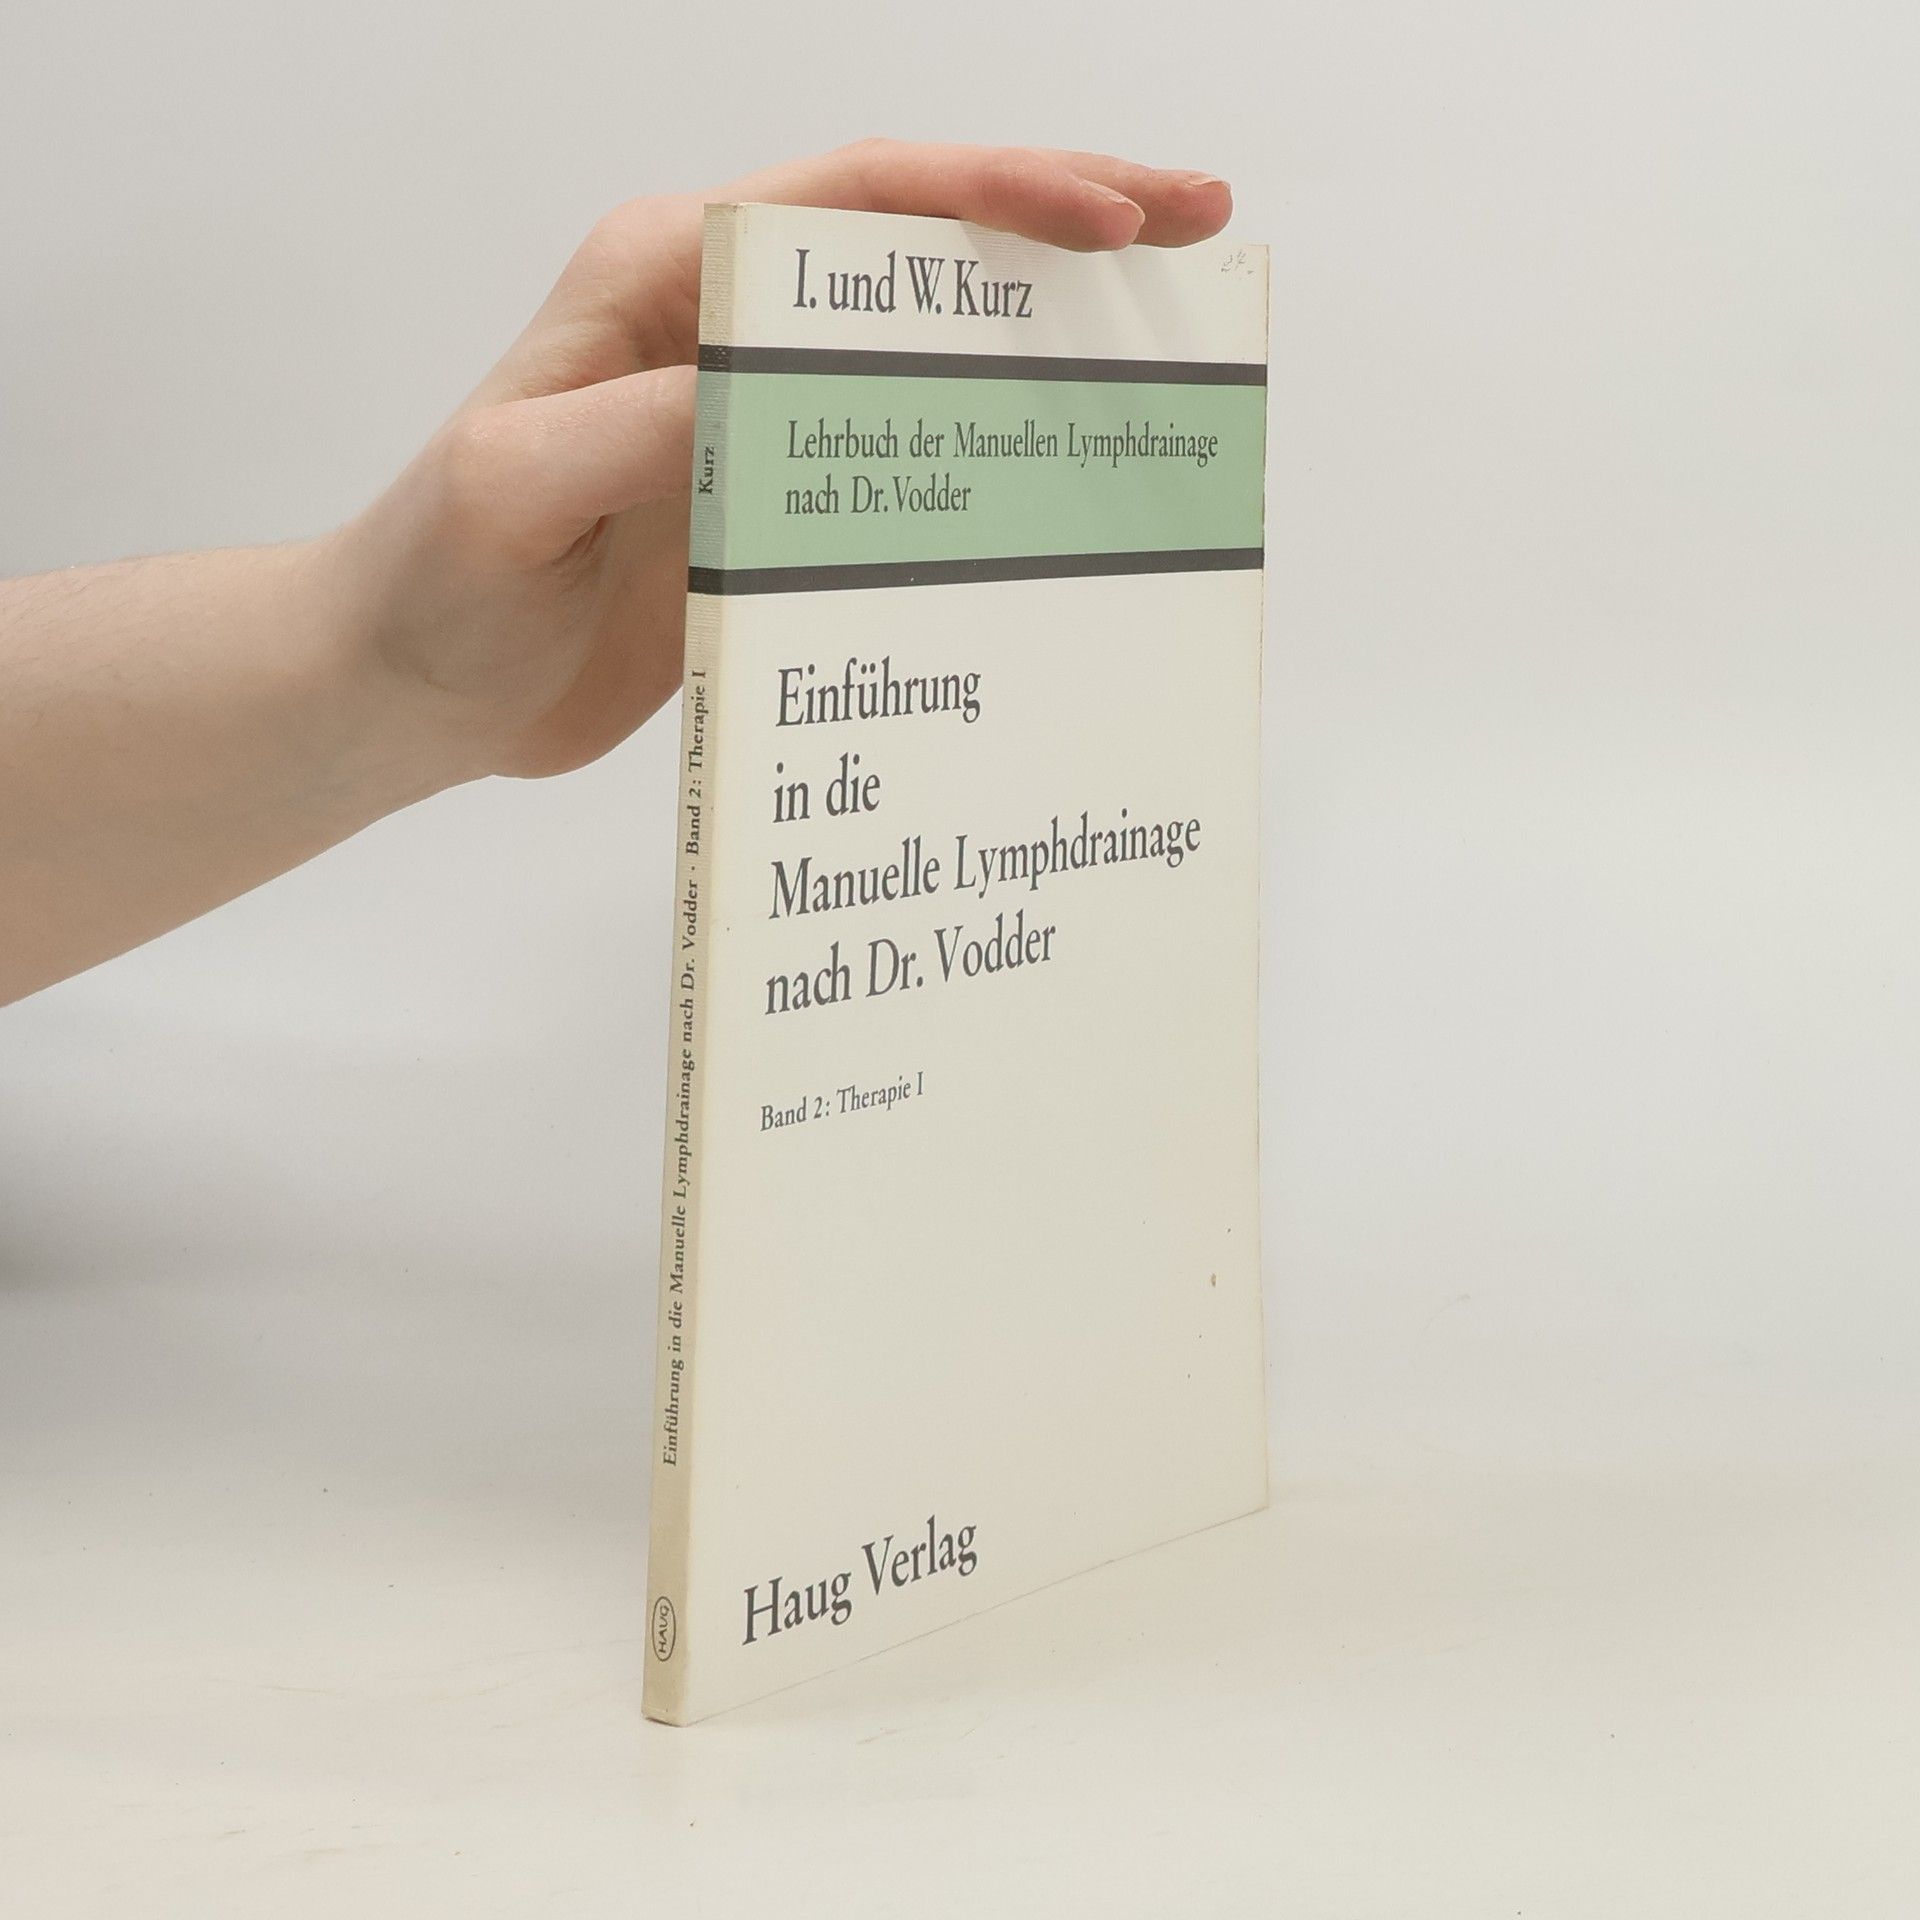 I. und W. Kurz
Lehrbuch der Manuellen Lymphdrainage
nach Dr. Vodder
Einführung
in die
Manuelle Lymphdrainage
nach Dr. Vodder
Band 2: Therapie I
Haug Verlag
Kurz
Einführung in die Manuelle Lymphdrainage nach Dr. Vodder · Band 2: Therapie I
HAUG